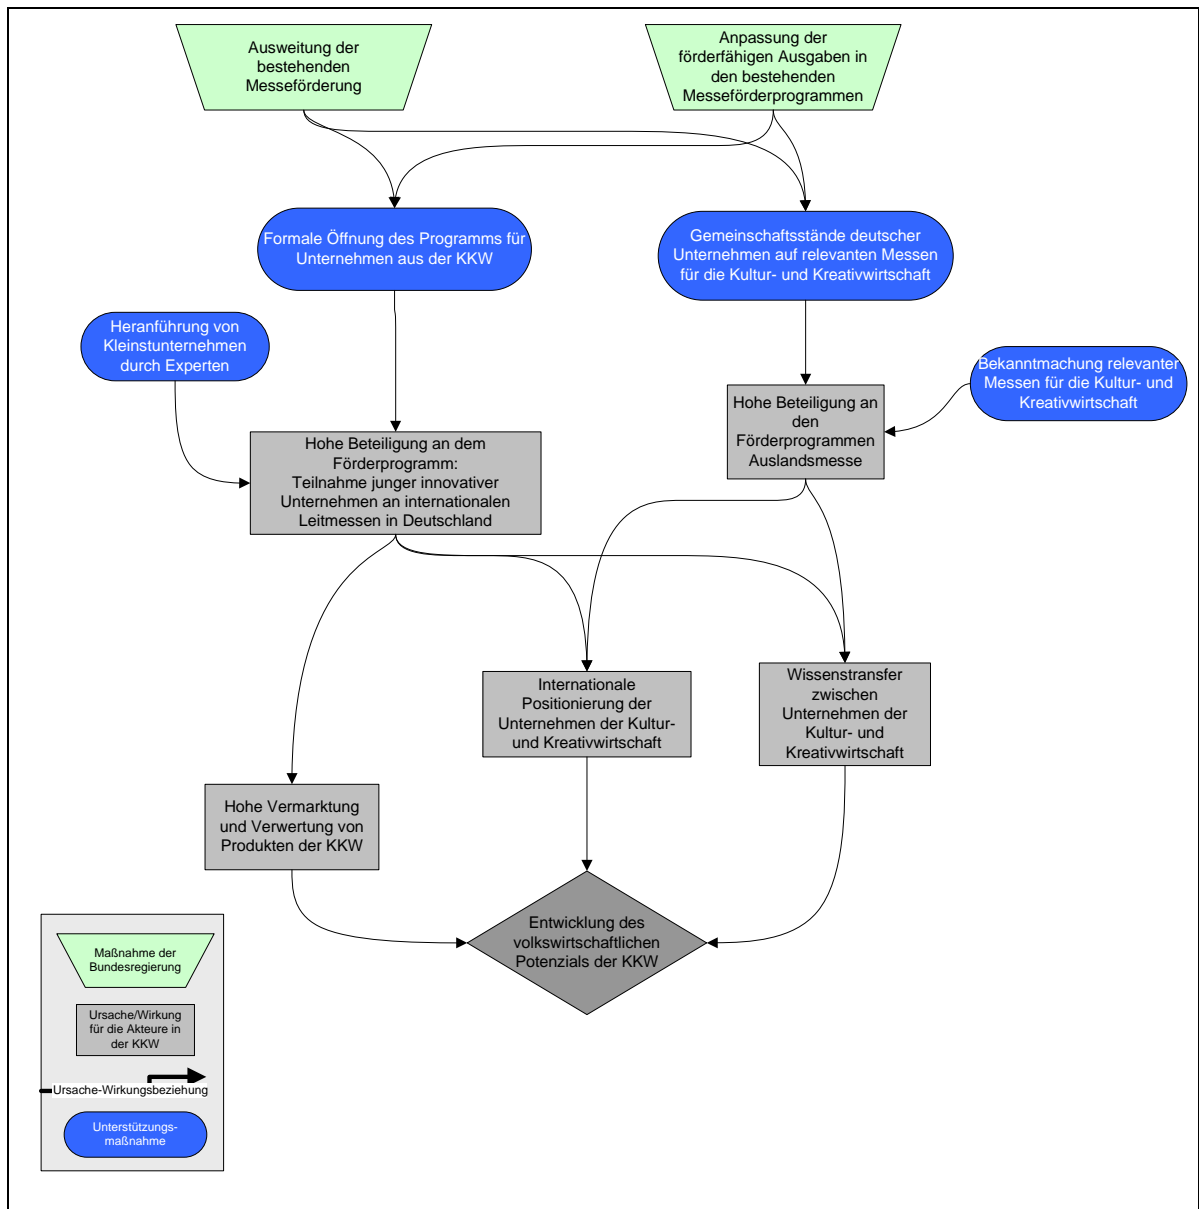 Ausweitung der
bestehenden
Messeförderung
Anpassung der
förderfähigen Ausgaben in
den bestehenden
Messeförderprogrammen
Formale Öffnung des Programms für
Unternehmen aus der KKW
Gemeinschaftsstände deutscher
Unternehmen auf relevanten Messen
für die Kultur- und Kreativwirtschaft
Heranführung von
Kleinstunternehmen
durch Experten
Bekanntmachung relevanter
Messen für die Kultur- und
Kreativwirtschaft
Hohe Beteiligung an
den
Förderprogrammen
Auslandsmesse
Hohe Beteiligung an dem
Förderprogramm:
Teilnahme junger innovativer
Unternehmen an internationalen
Leitmessen in Deutschland
Internationale
Positionierung der
Unternehmen der Kultur-
und Kreativwirtschaft
Wissenstransfer
zwischen
Unternehmen der
Kultur- und
Kreativwirtschaft
Hohe Vermarktung
und Verwertung von
Produkten der KKW
Entwicklung des
volkswirtschaftlichen
Potenzials der KKW
Maßnahme der
Bundesregierung
Ursache/Wirkung
für die Akteure in
der KKW
Ursache-Wirkungsbeziehung
Unterstützungs-
maßnahme